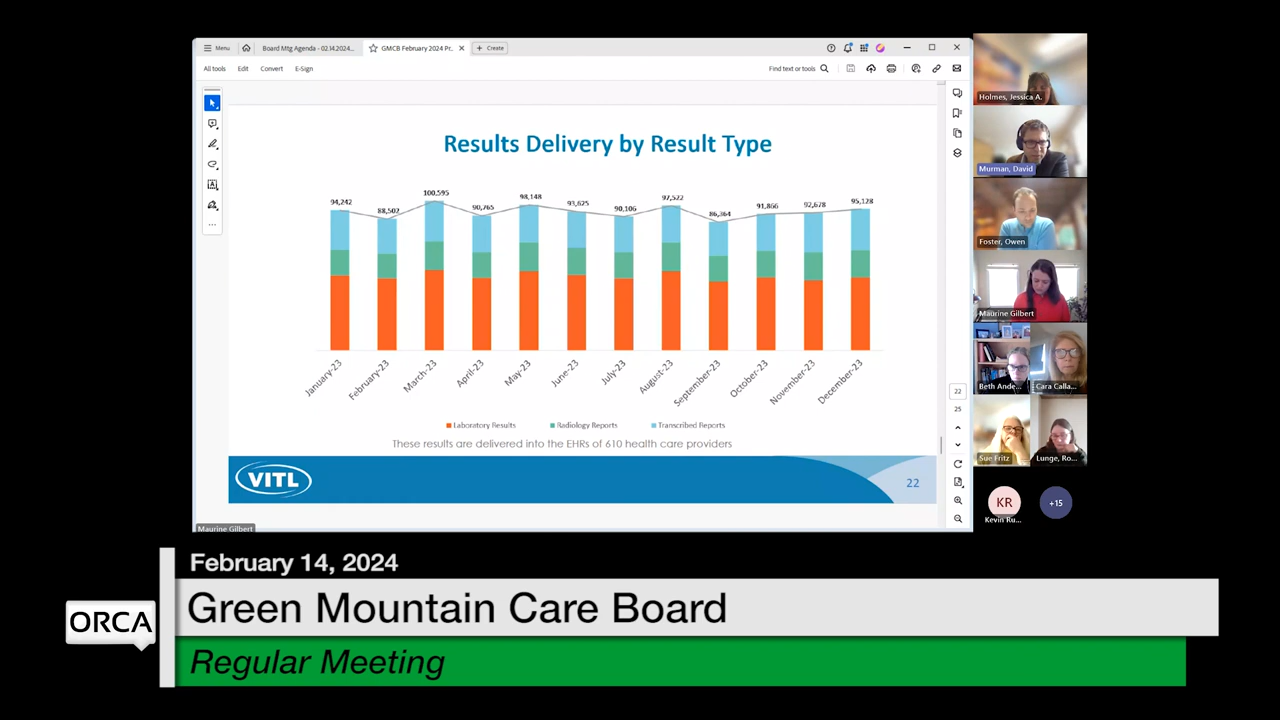 Menu
Board Mtg Agenda - 02.14.2024...
GMCB February 2024 Pr...
Create
All tools
Edit
Convert
E-Sign
Find text or tools
Results Delivery by Result Type
94,242
88,502
100,595
90,765
98,148
93,625
90,106
97,522
86,364
91,866
92,678
95,128
January-23
February-23
March-23
April-23
May-23
June-23
July-23
August-23
September-23
October-23
November-23
December-23
Laboratory Results
Radiology Reports
Transcribed Reports
These results are delivered into the EHRs of 610 health care providers
VITL
22
22
25
Maurine Gilbert
Holmes, Jessica A.
Murman, David
Foster, Owen
Maurine Gilbert
Beth Ande...
Cara Calla...
Sue Fritz
Lunge, Ro...
KR
Kevin Ru...
+15
February 14, 2024
ORCA
Green Mountain Care Board
Regular Meeting